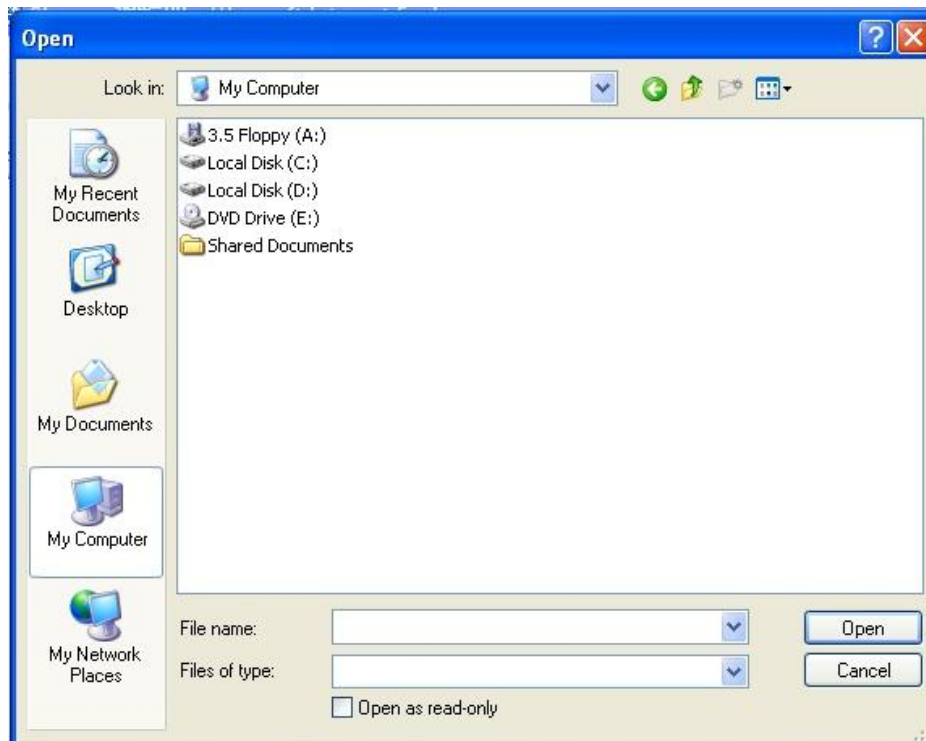 Open
Look in:
My Computer
My Recent
Documents
Desktop
My Documents
My Computer
My Network
Places
3.5 Floppy (A:)
Local Disk (C:)
Local Disk (D:)
DVD Drive (E:)
Shared Documents
File name:
Open
Files of type:
Cancel
Open as read-only